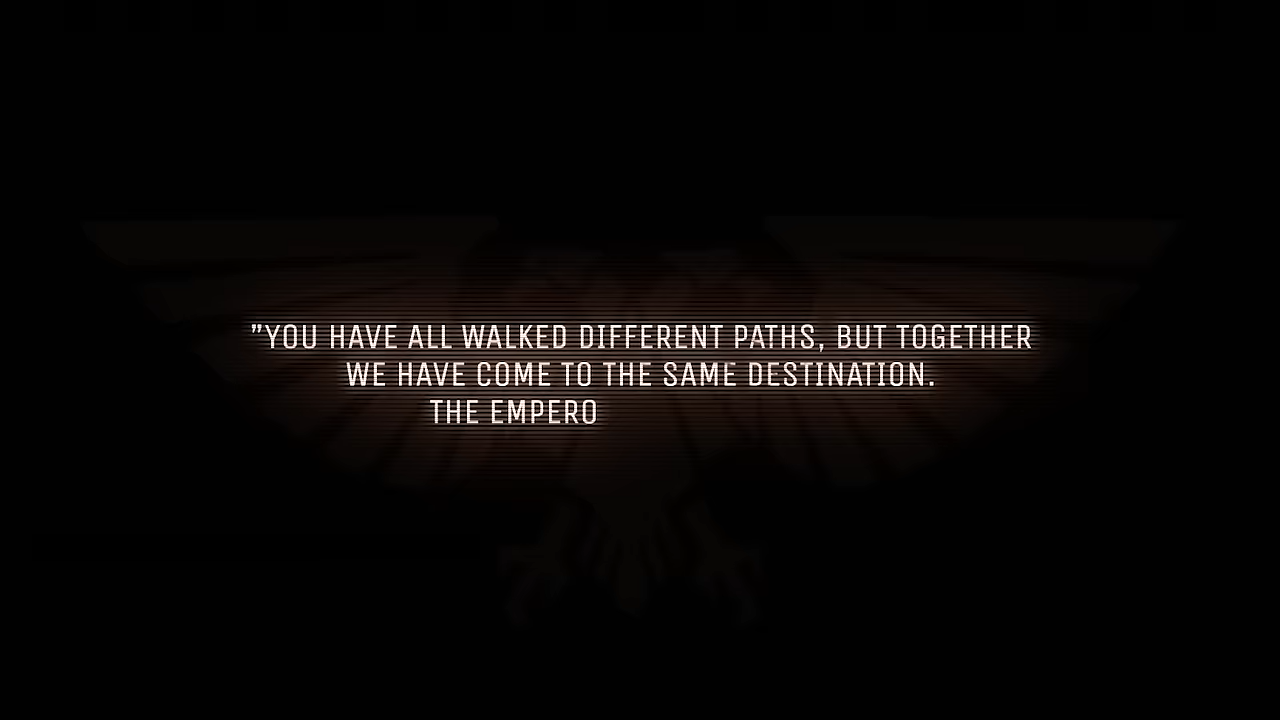 "YOU HAVE ALL WALKED DIFFERENT PATHS, BUT TOGETHER
WE HAVE COME TO THE SAME DESTINATION.
THE EMPERO